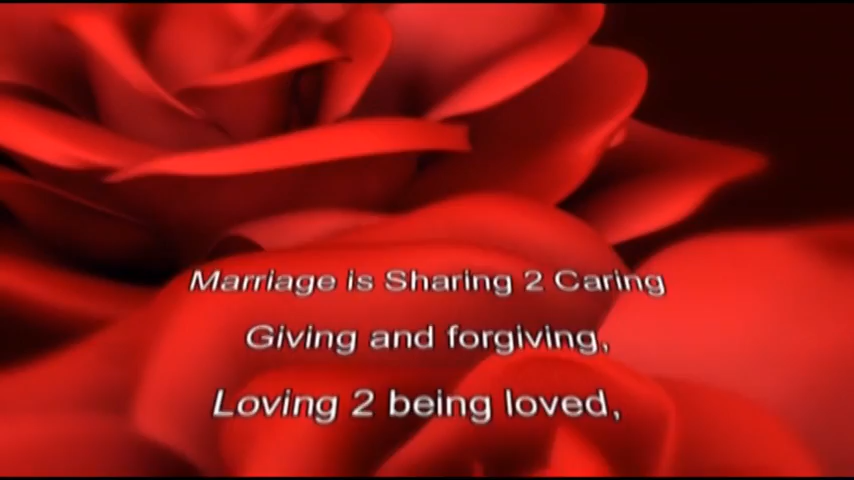 Marriage is Sharing 2 Caring
Giving and forgiving,
Loving 2 being loved,